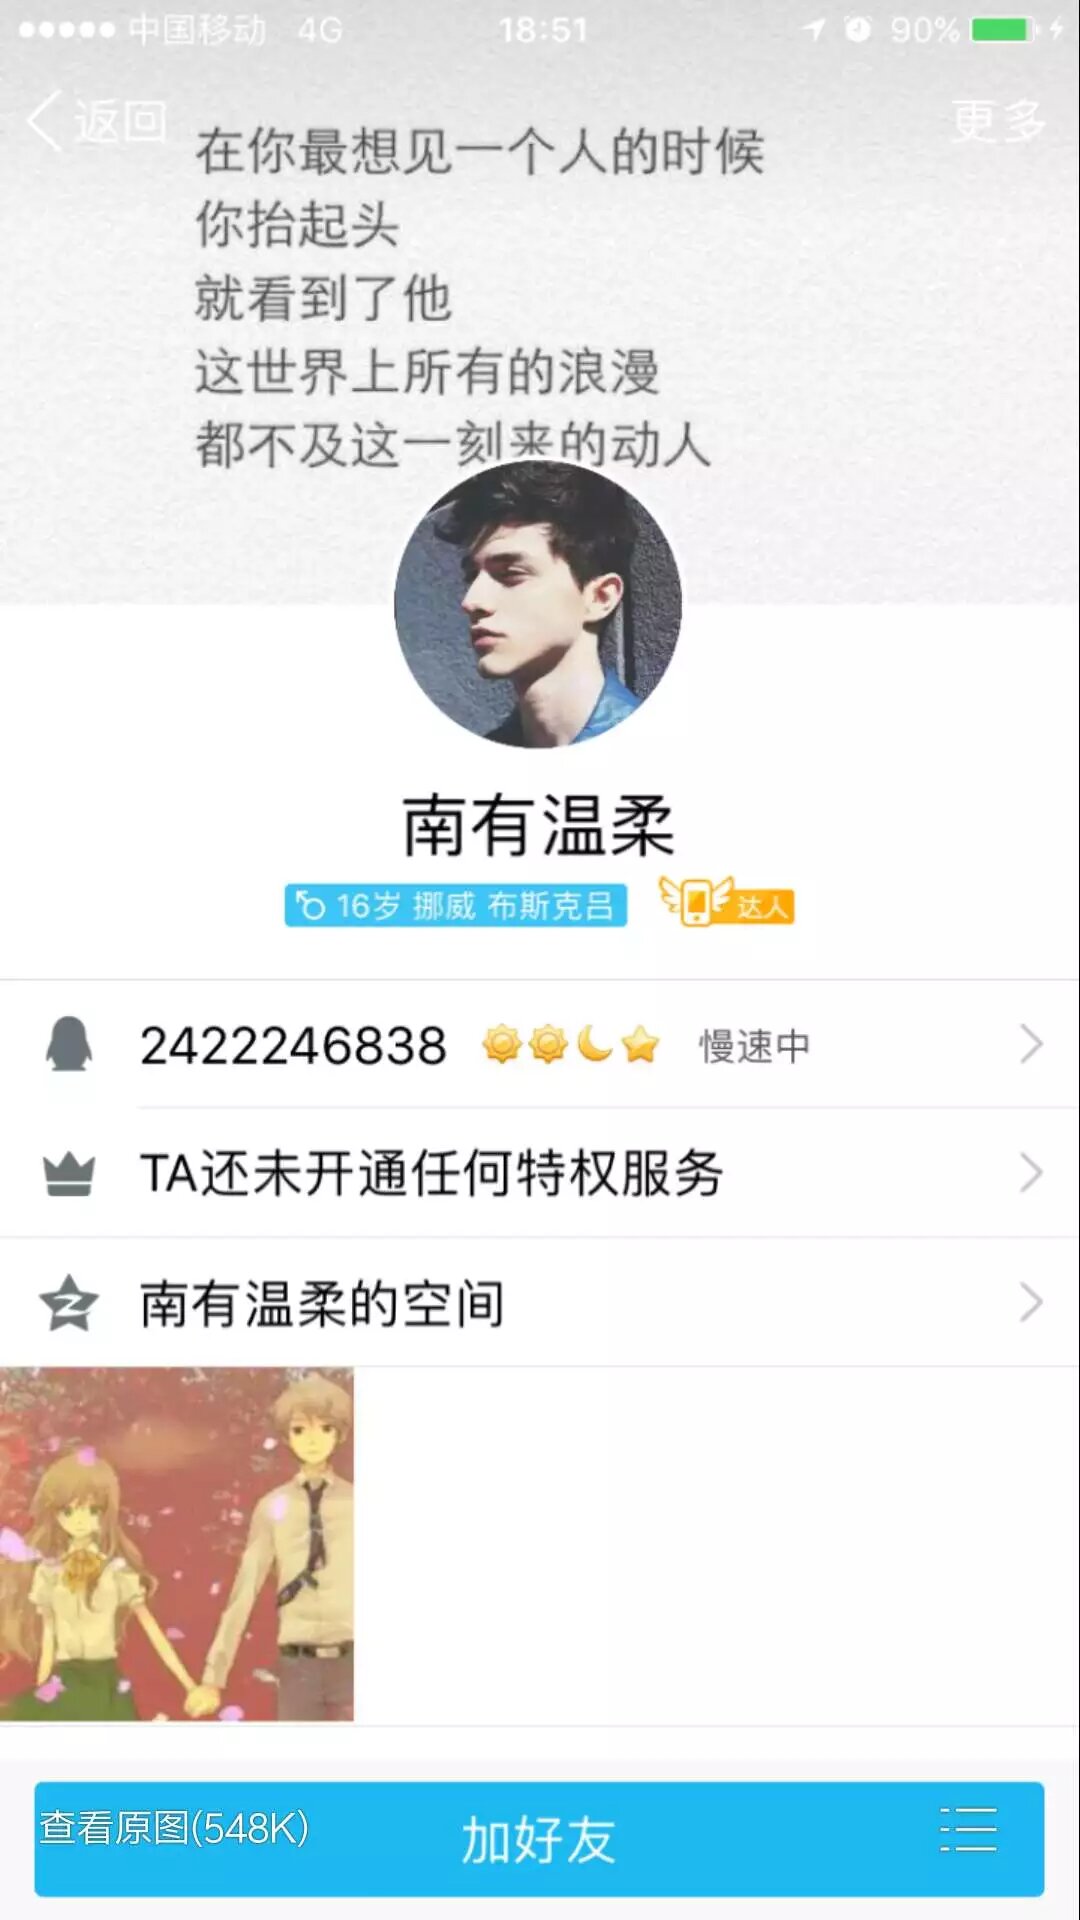 中国移动 4G 18:51 90%
返回 更多
在你最想见一个人的时候
你抬起头
就看到了他
这世界上所有的浪漫
都不及这一刻来的动人
南有温柔
16岁 挪威 布斯克吕 达人
2422246838 慢速中
TA还未开通任何特权服务
南有温柔的空间
查看原图(548K) 加好友